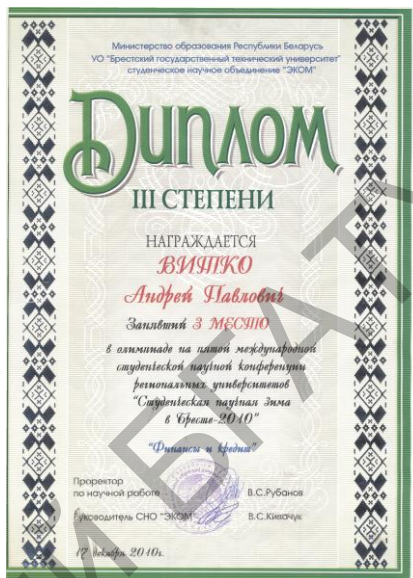 Министерство образования Республики Беларусь
УО "Брестский государственный технический университет"
студенческое научное объединение "ЭКОМ"
Диплом
III СТЕПЕНИ
НАГРАЖДАЕТСЯ
ВИТКО
Андрей Павлович
Занявший 3 МЕСТО
в олимпиаде на пятой международной
студенческой научной конференции
региональных университетов
"Студенческая научная зима
в Бресте-2010"
"Финансы и кредит"
Проректор
по научной работе В.С.Рубанов
Руководитель СНО "ЭКОМ" В.С.Кивачук
17 декабря 2010г.